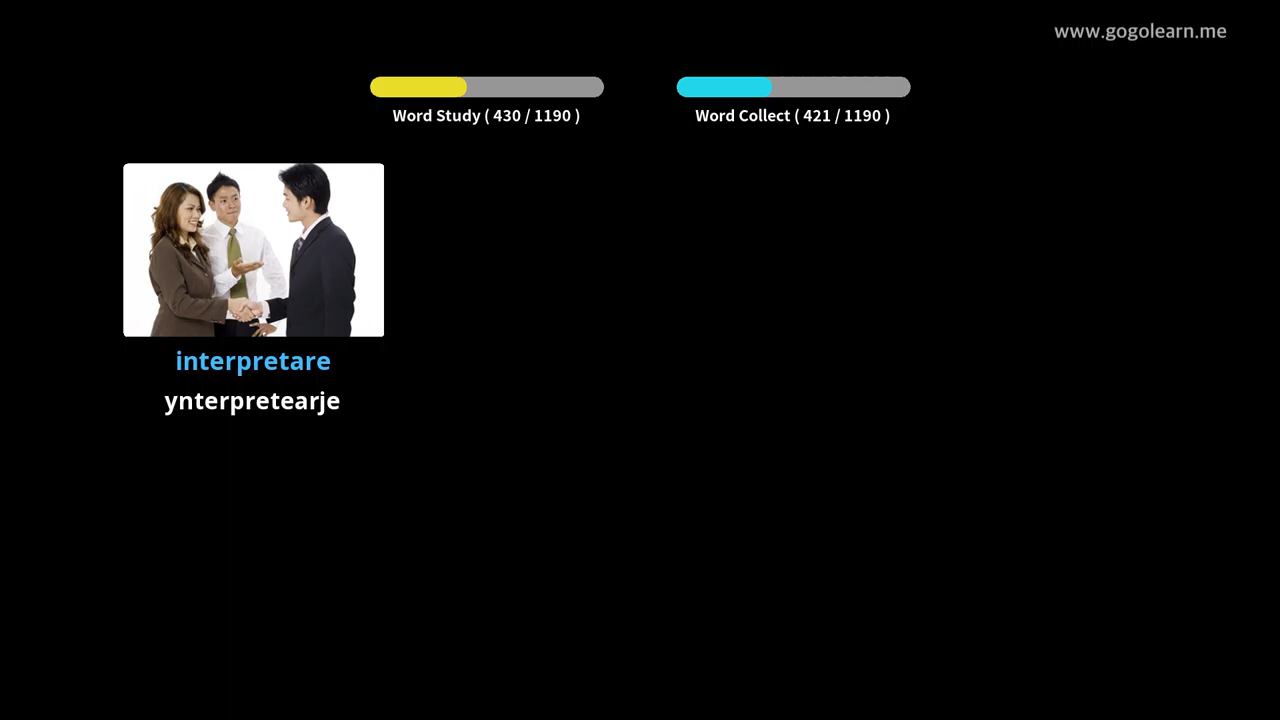 www.gogolearn.me
Word Study ( 430 / 1190 )
Word Collect ( 421 / 1190 )
interpretare
ynterpretearje